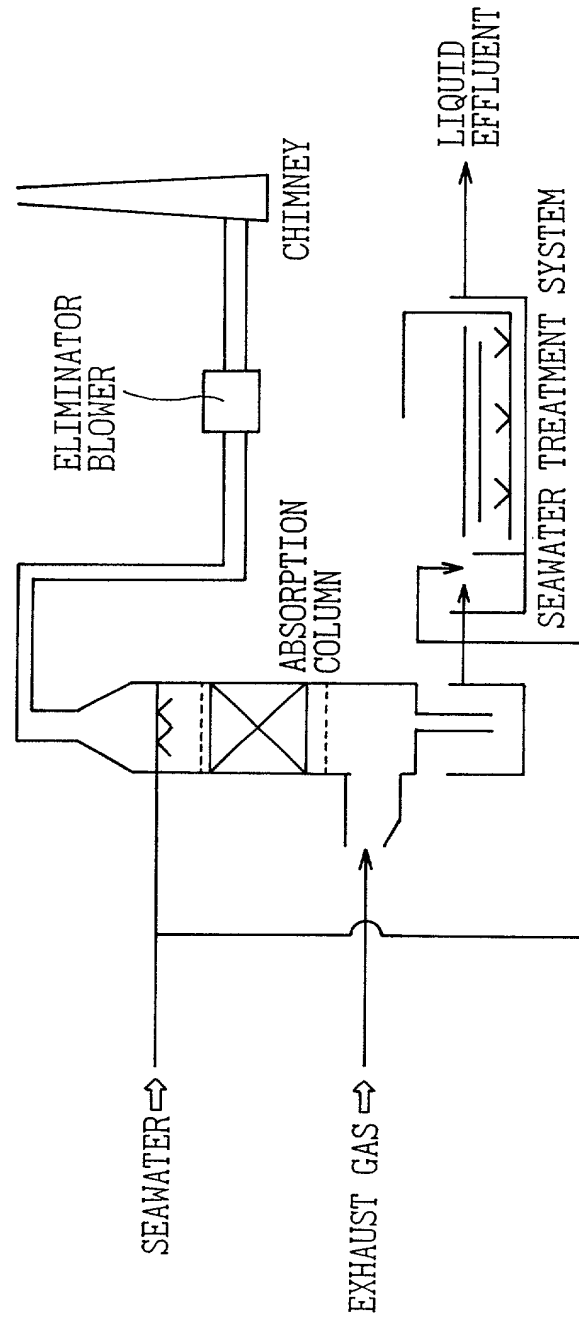 SEAWATER
EXHAUST GAS
ABSORPTION
COLUMN
ELIMINATOR
BLOWER
CHIMNEY
SEAWATER TREATMENT SYSTEM
LIQUID
EFFLUENT